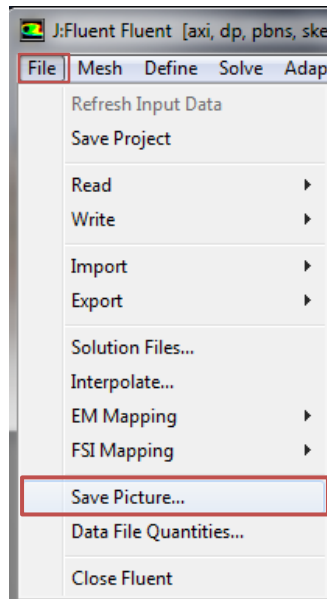 J:Fluent Fluent [axi, dp, pbns, ske
File Mesh Define Solve Adap
Refresh Input Data
Save Project
Read
Write
Import
Export
Solution Files...
Interpolate...
EM Mapping
FSI Mapping
Save Picture...
Data File Quantities...
Close Fluent